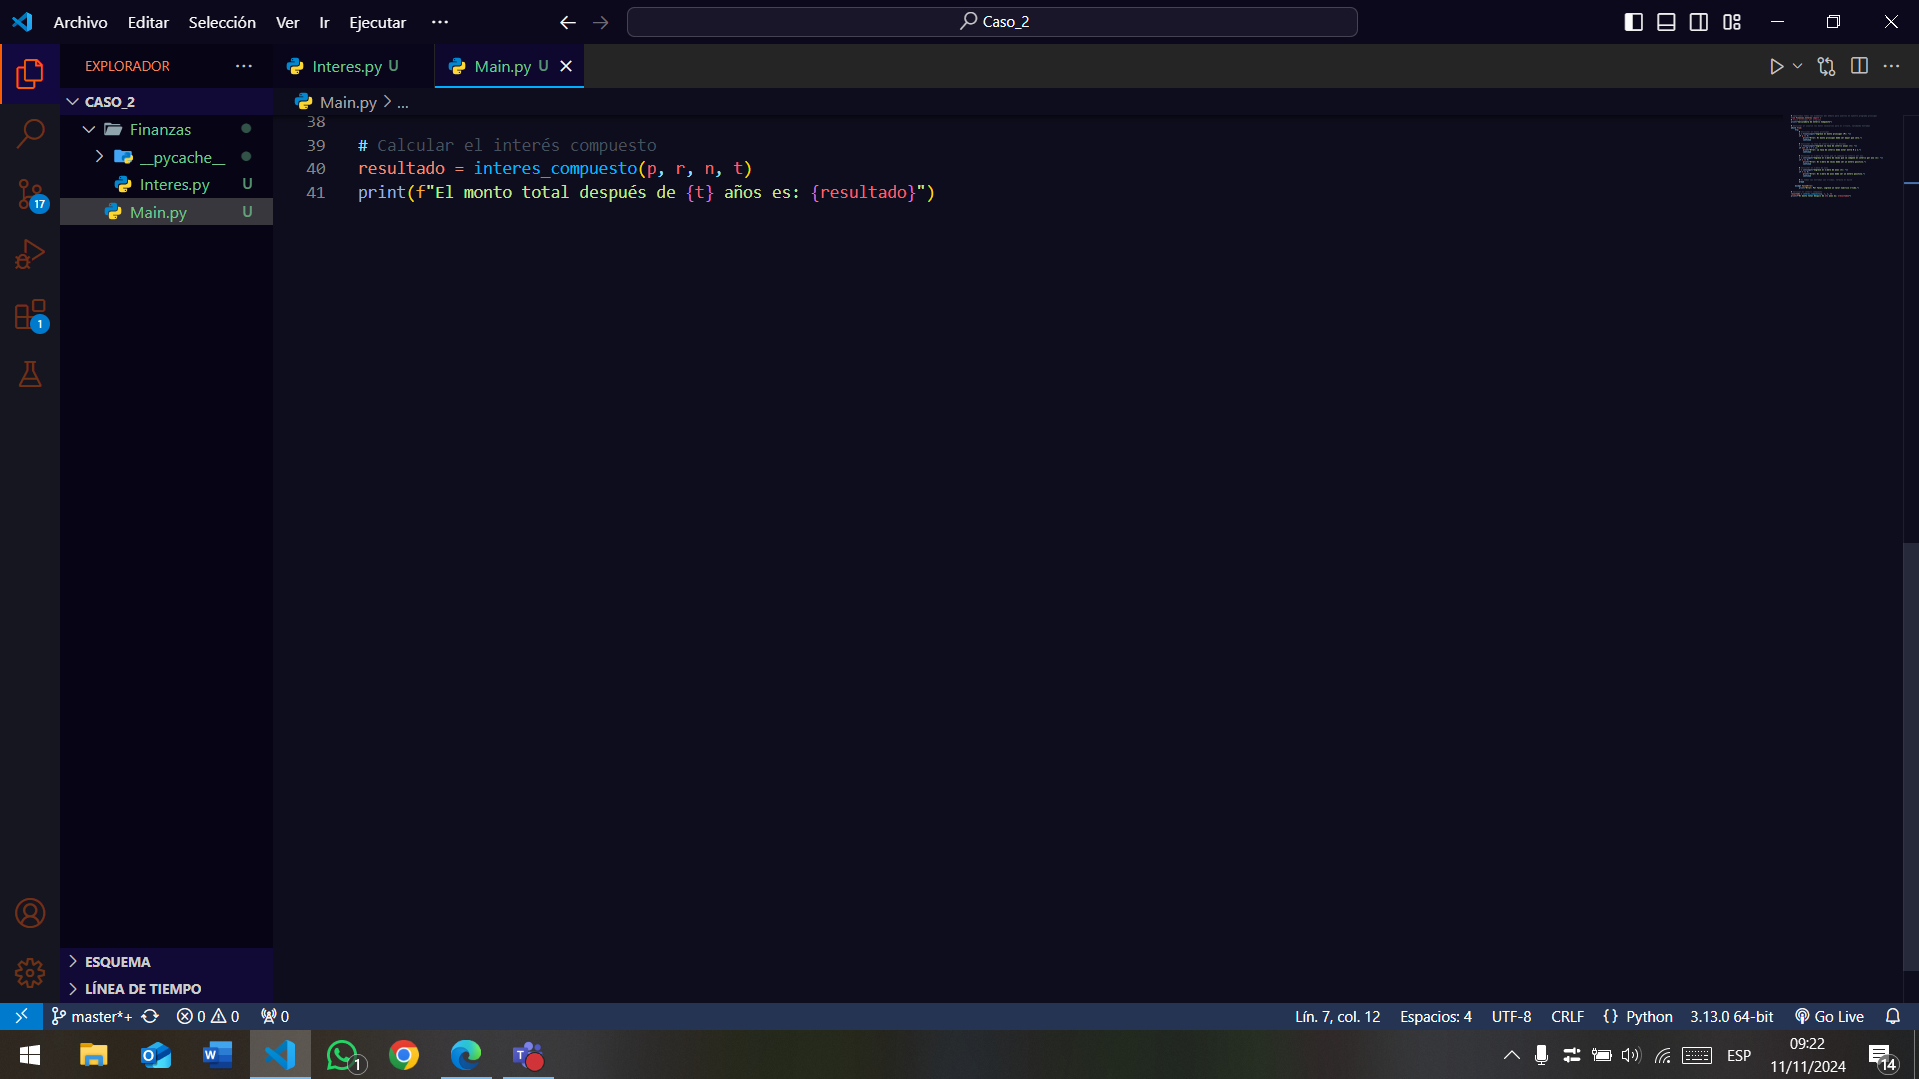 Archivo Editar Selección Ver Ir Ejecutar ··· Caso_2
EXPLORADOR ···
CASO_2
Finanzas
__pycache__
Interes.py U
Main.py U
Interes.py U Main.py U
Main.py > ...
38
39 # Calcular el interés compuesto
40 resultado = interes_compuesto(p, r, n, t)
41 print(f"El monto total después de {t} años es: {resultado}")
17
1
ESQUEMA
LÍNEA DE TIEMPO
master*+ 0 0 0 Lín. 7, col. 12 Espacios: 4 UTF-8 CRLF {} Python 3.13.0 64-bit Go Live
1 ESP 09:22
11/11/2024 14